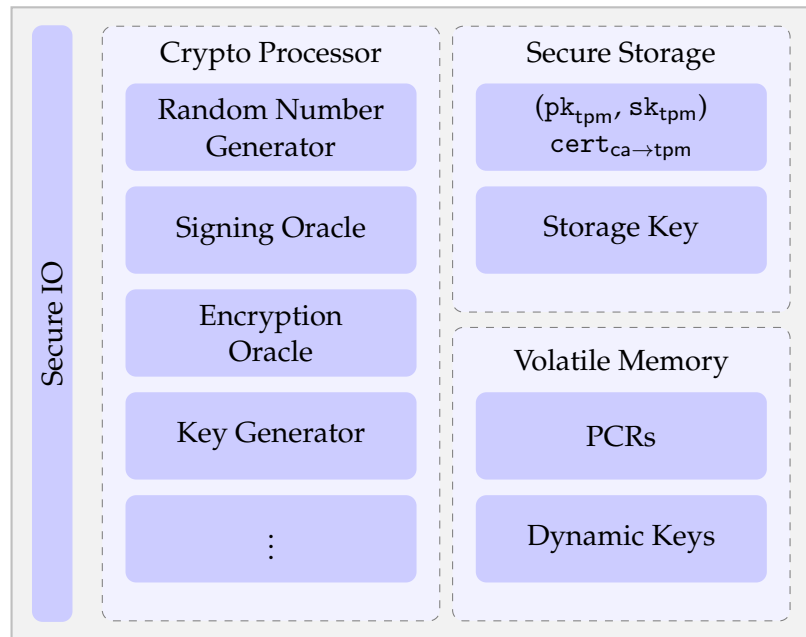 Secure IO
Crypto Processor
Random Number
Generator
Signing Oracle
Encryption
Oracle
Key Generator
⋮
Secure Storage
(pk_tpm, sk_tpm)
cert_ca→tpm
Storage Key
Volatile Memory
PCRs
Dynamic Keys